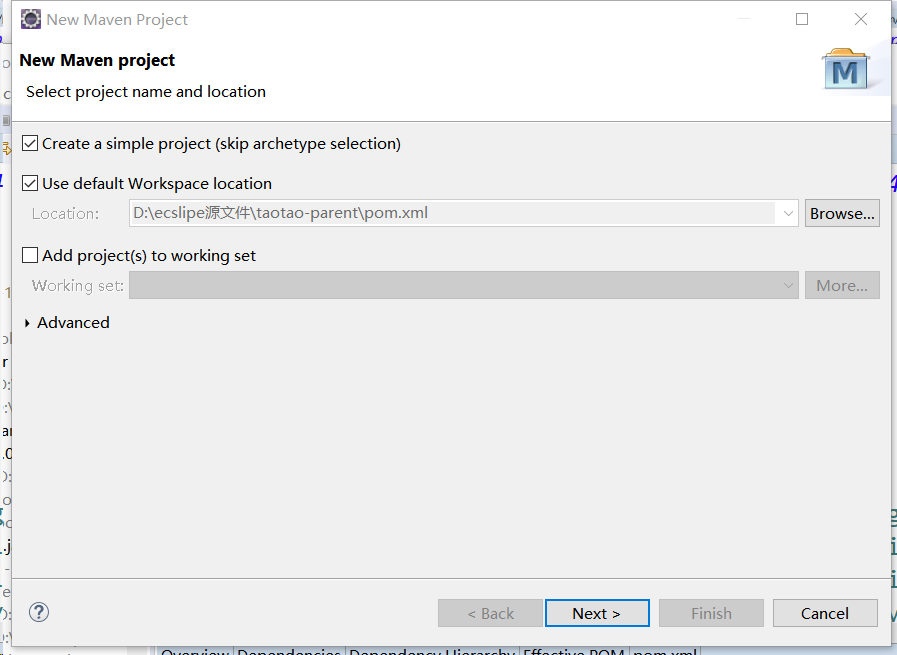 New Maven Project
New Maven project
Select project name and location
Create a simple project (skip archetype selection)
Use default Workspace location
Location: D:\ecslipe源文件\taotao-parent\pom.xml Browse...
Add project(s) to working set
Working set: More...
Advanced
? < Back Next > Finish Cancel
Overview Dependencies Dependency Hierarchy Effective POM pom.xml